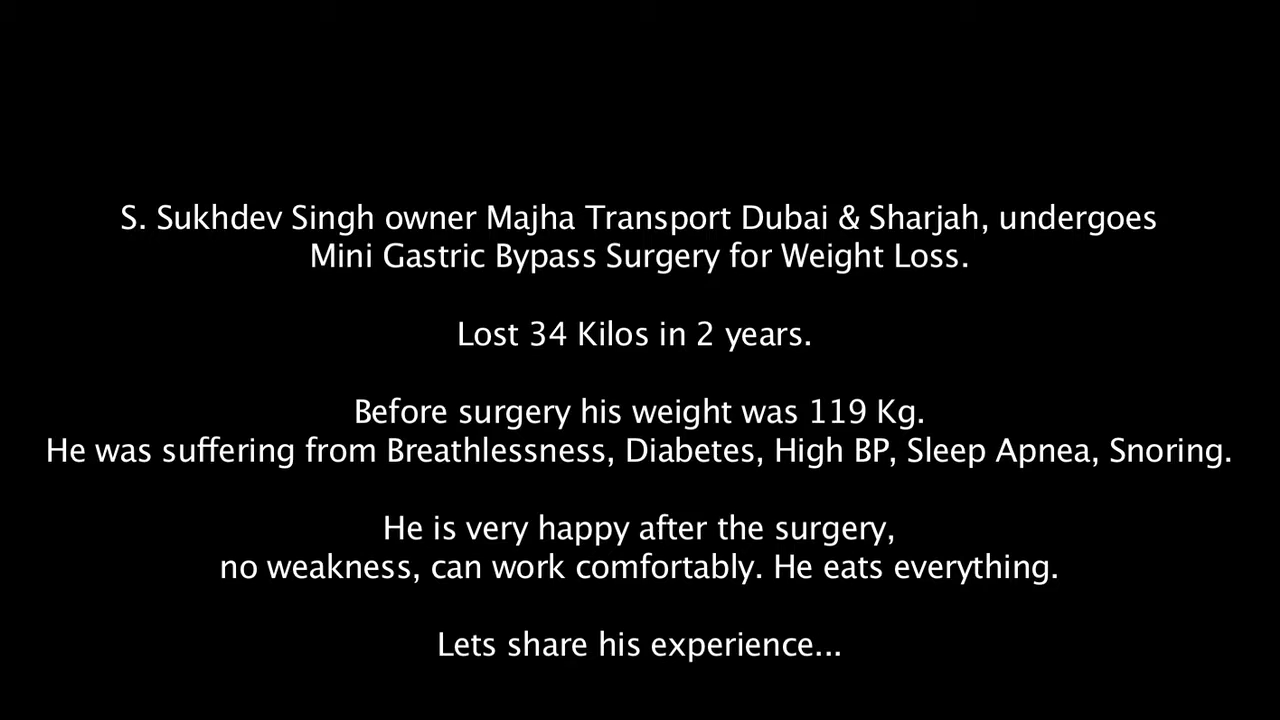 S. Sukhdev Singh owner Majha Transport Dubai & Sharjah, undergoes
Mini Gastric Bypass Surgery for Weight Loss.
Lost 34 Kilos in 2 years.
Before surgery his weight was 119 Kg.
He was suffering from Breathlessness, Diabetes, High BP, Sleep Apnea, Snoring.
He is very happy after the surgery,
no weakness, can work comfortably. He eats everything.
Lets share his experience...